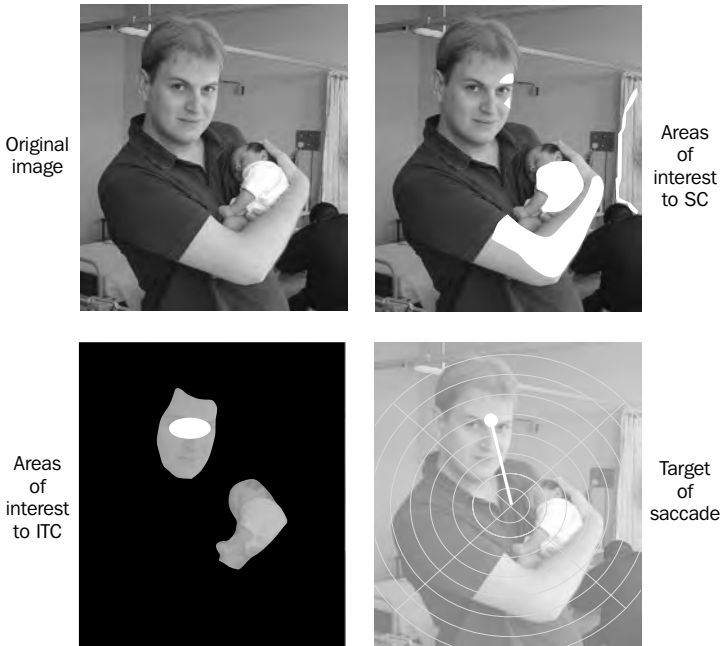 Original
image
Areas
of
interest
to SC
Areas
of
interest
to ITC
Target
of
saccade